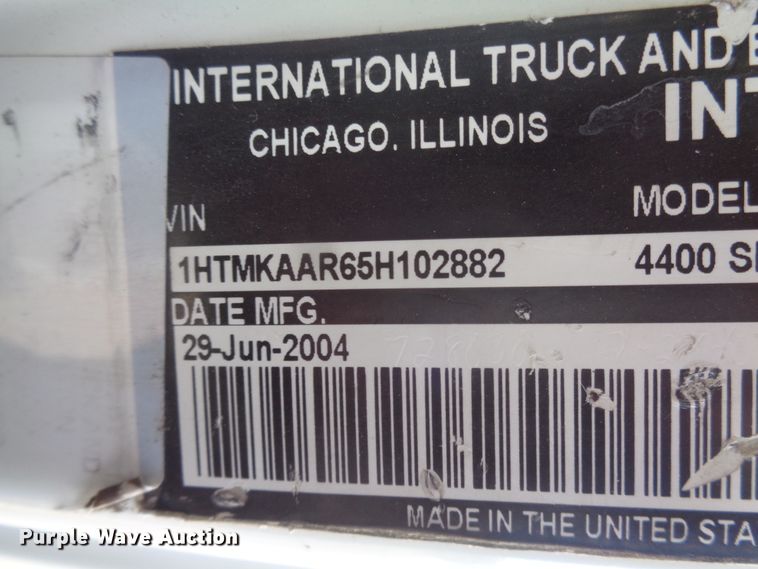 INTERNATIONAL TRUCK AND
CHICAGO, ILLINOIS
INT
VIN
MODEL
1HTMKAAR65H102882
4400 S
DATE MFG.
29-Jun-2004
MADE IN THE UNITED STA
Purple Wave Auction